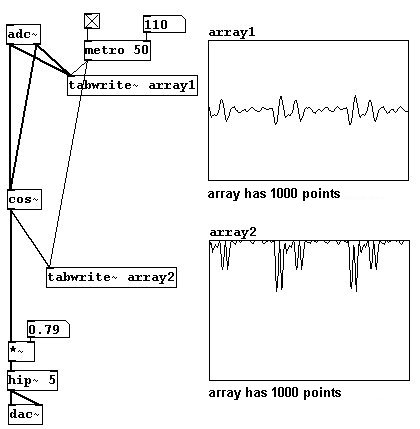 adc~
110
metro 50
tabwrite~ array1
array1
array has 1000 points
cos~
array2
tabwrite~ array2
0.79
*~
hip~ 5
array has 1000 points
dac~